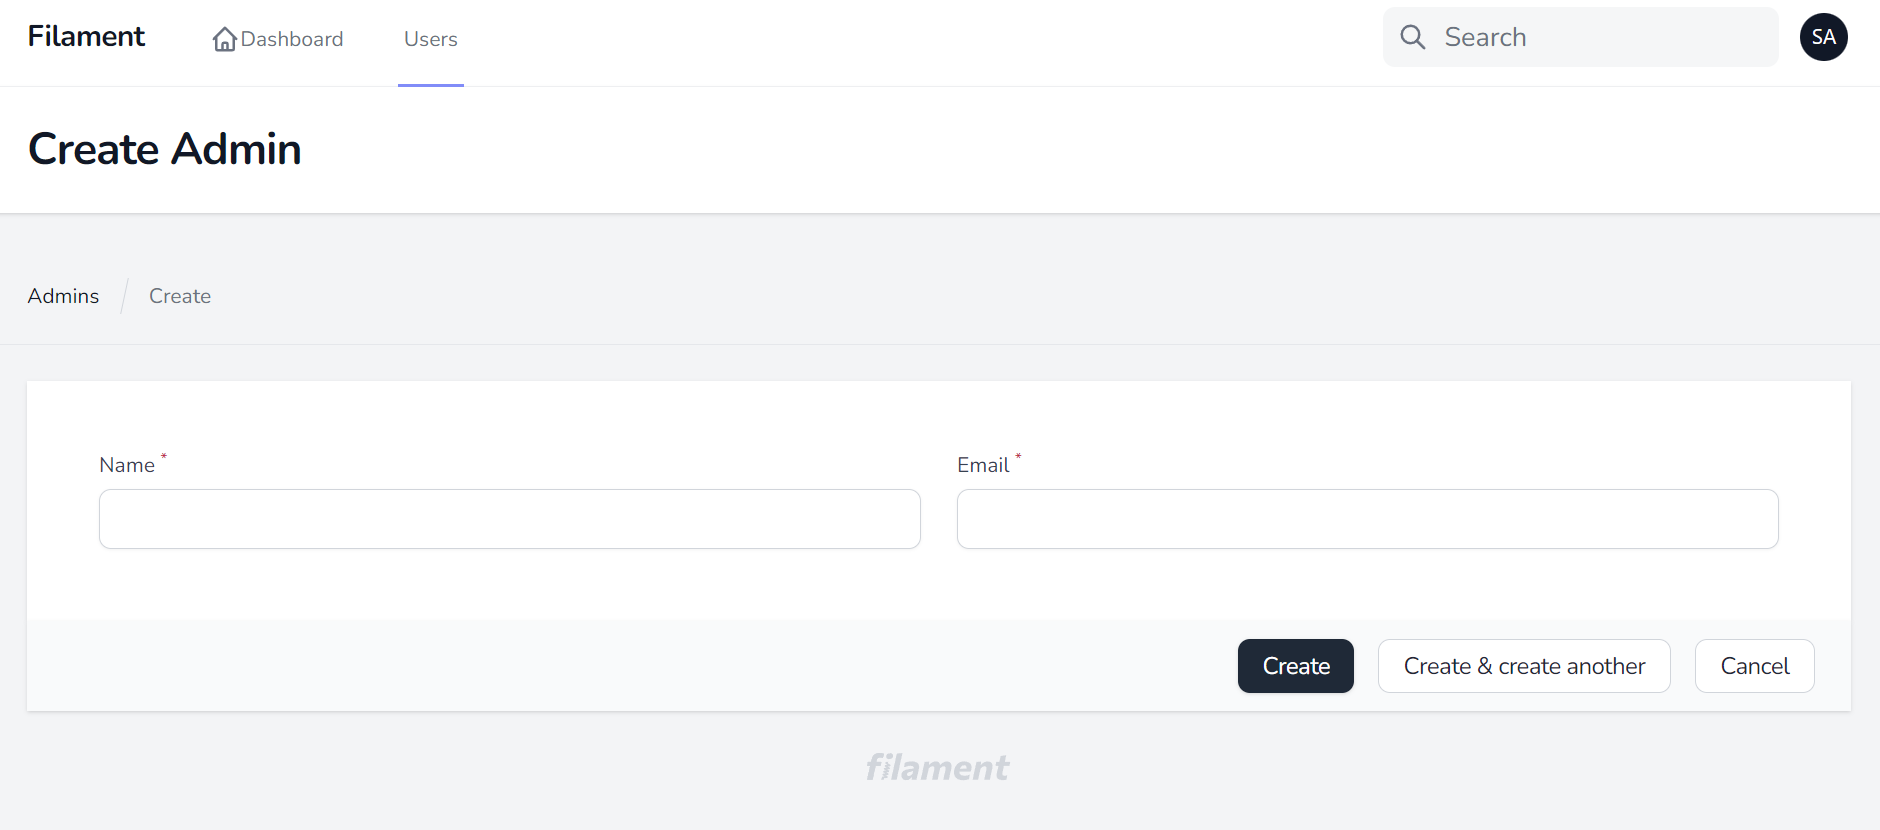 Filament Dashboard Users Search SA
Create Admin
Admins / Create
Name * Email *
Create Create & create another Cancel
filament